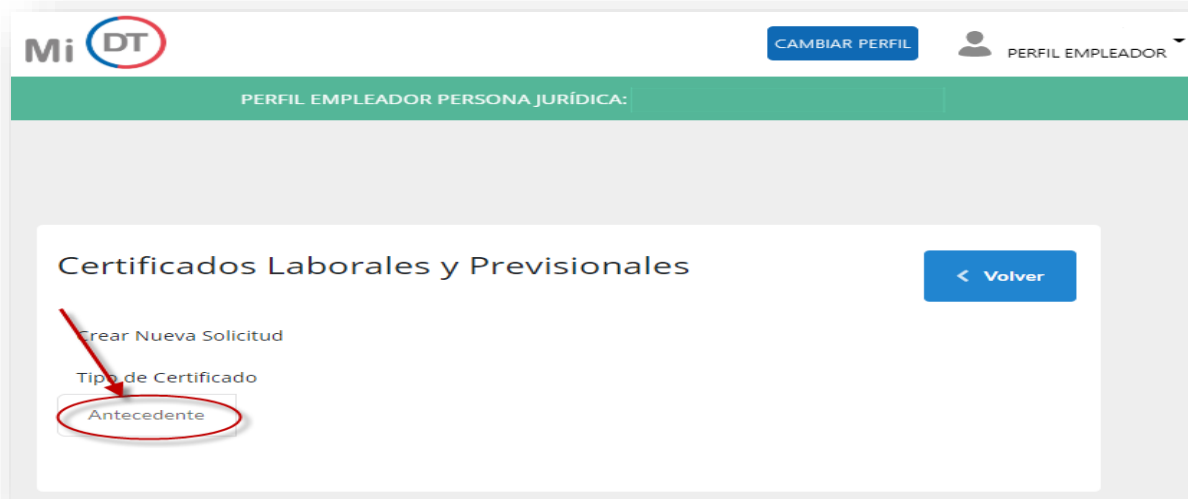 Mi DT
CAMBIAR PERFIL
PERFIL EMPLEADOR
PERFIL EMPLEADOR PERSONA JURÍDICA:
Certificados Laborales y Previsionales
Volver
Crear Nueva Solicitud
Tipo de Certificado
Antecedente